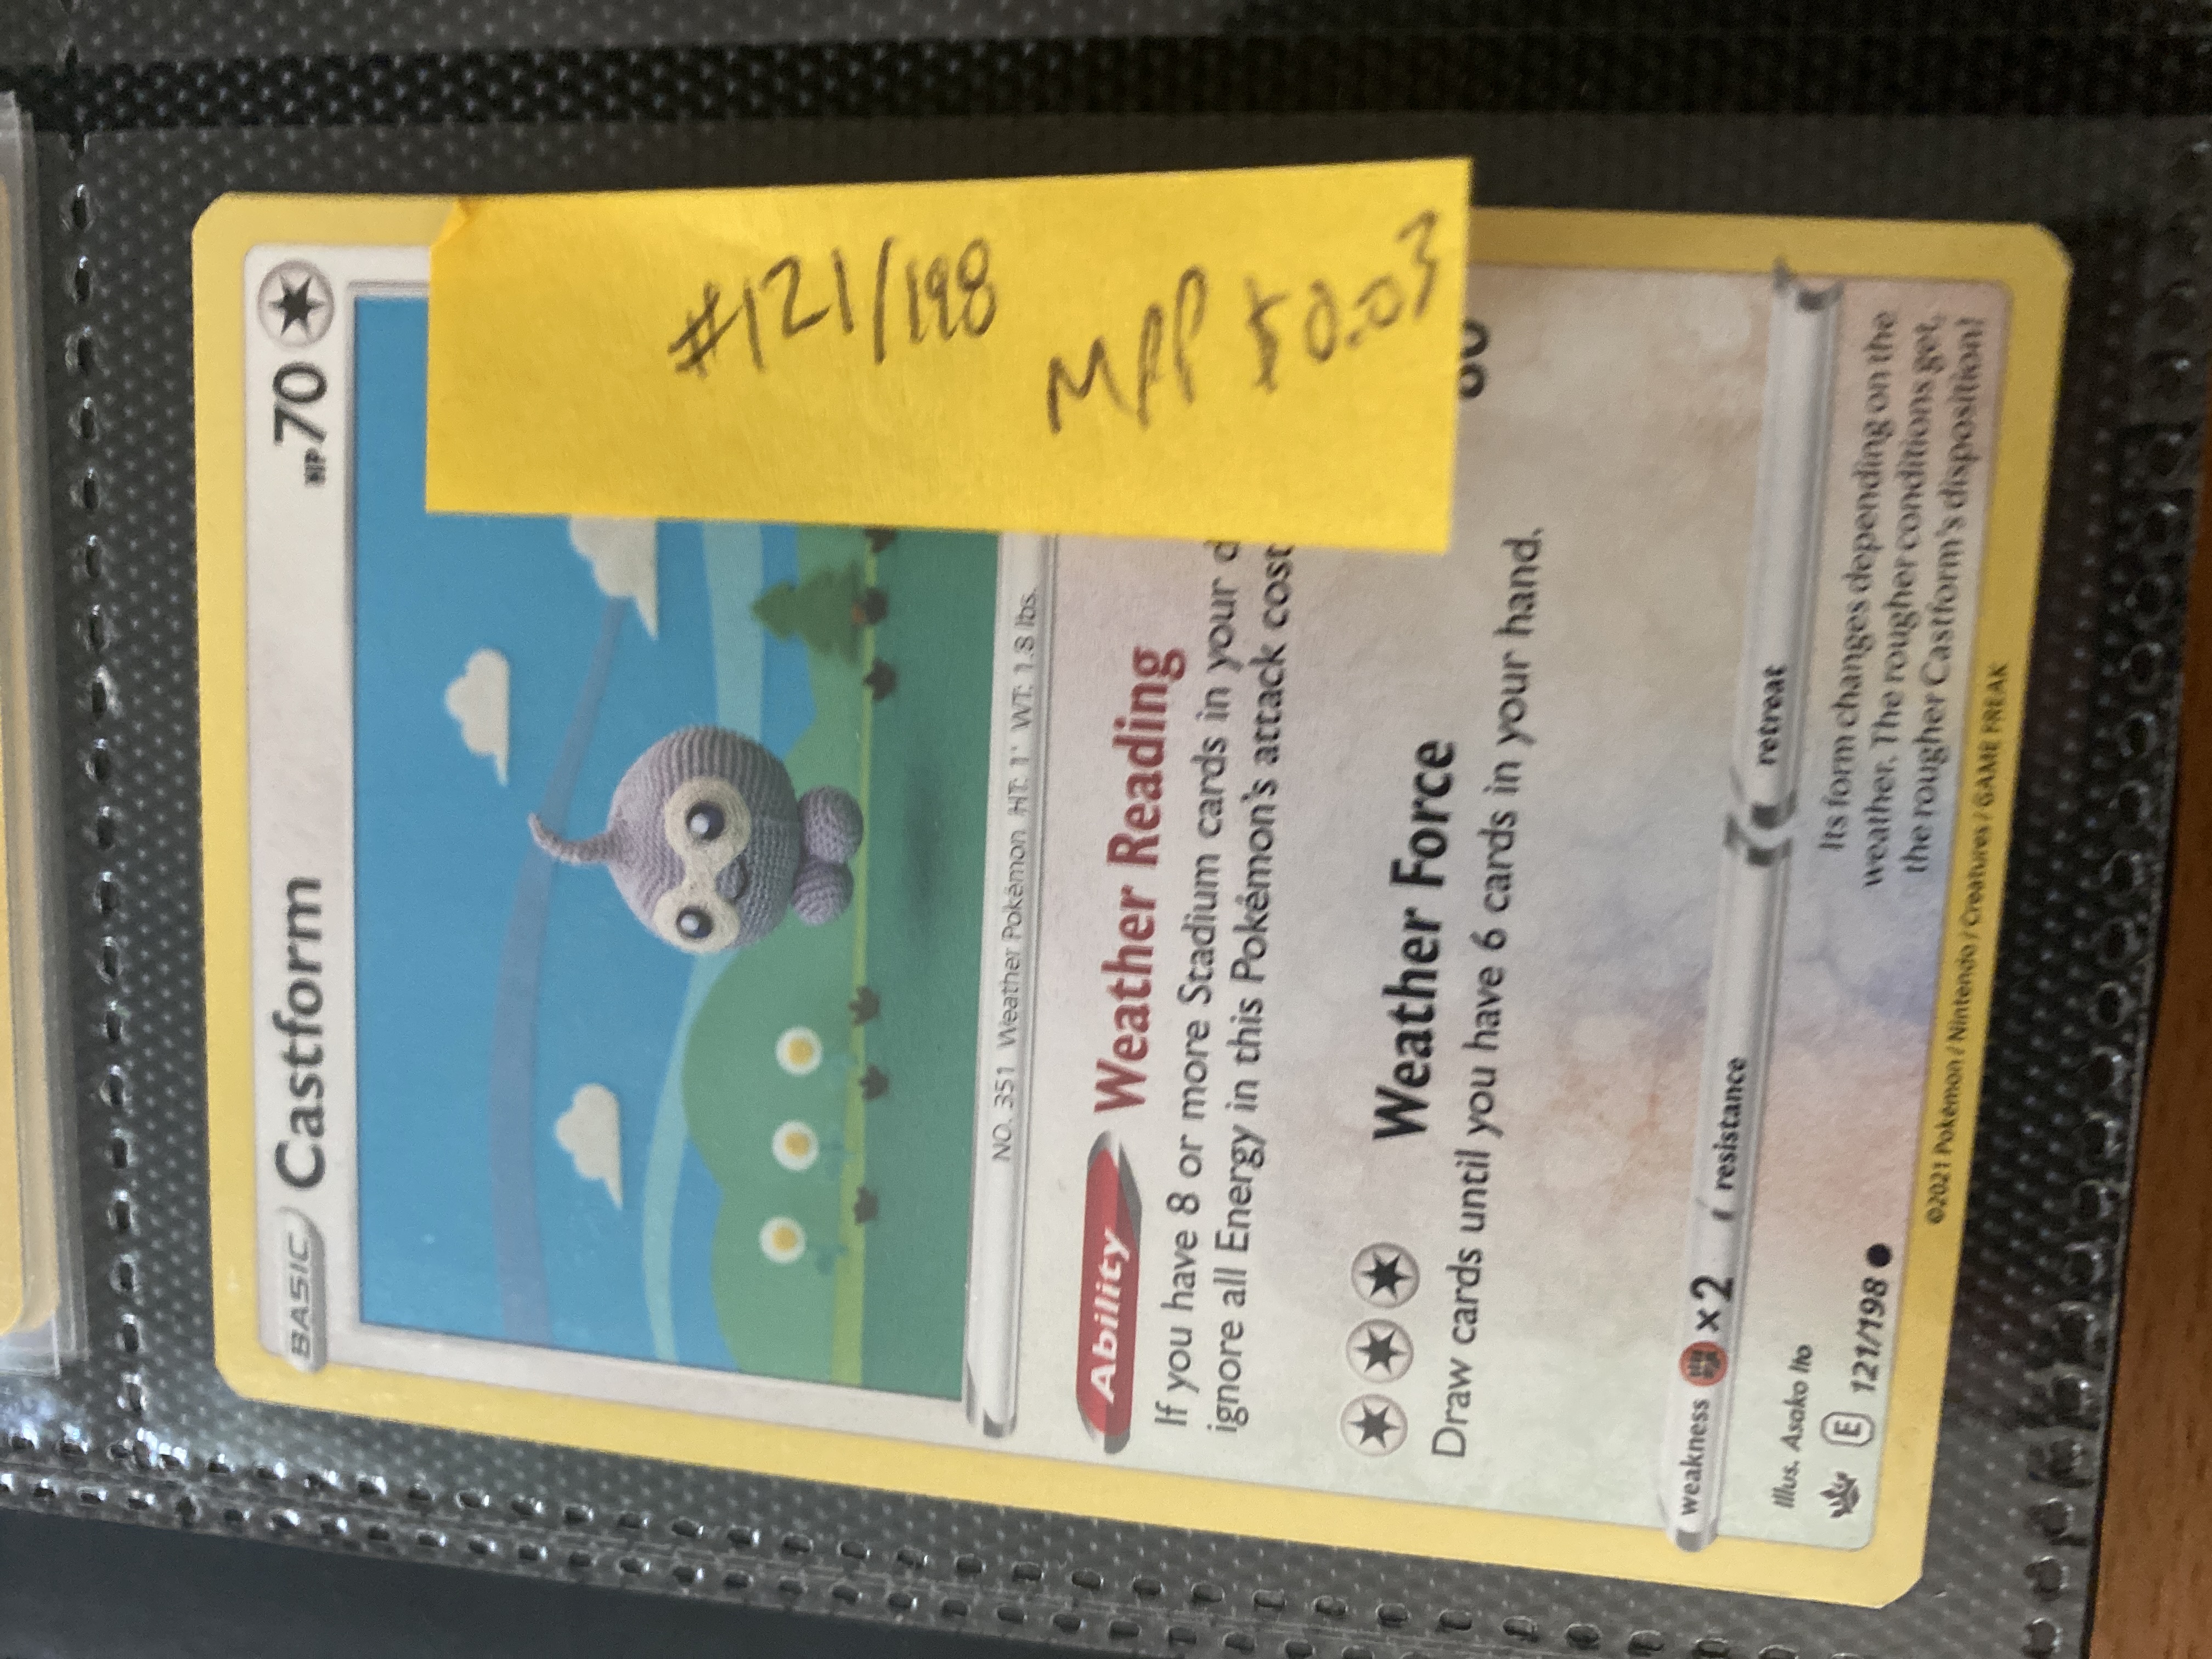 BASIC Castform HP 70
#121/198
MPP $0.03
NO. 351 Weather Pokémon HT: 1' WT: 1.8 lbs.
Ability Weather Reading
If you have 8 or more Stadium cards in your d
ignore all Energy in this Pokémon's attack cost
Weather Force
Draw cards until you have 6 cards in your hand.
weakness ×2 resistance retreat
Illus. Asako Ito
E 121/198
Its form changes depending on the
weather. The rougher conditions get,
the rougher Castform's disposition!
©2021 Pokémon / Nintendo / Creatures / GAME FREAK